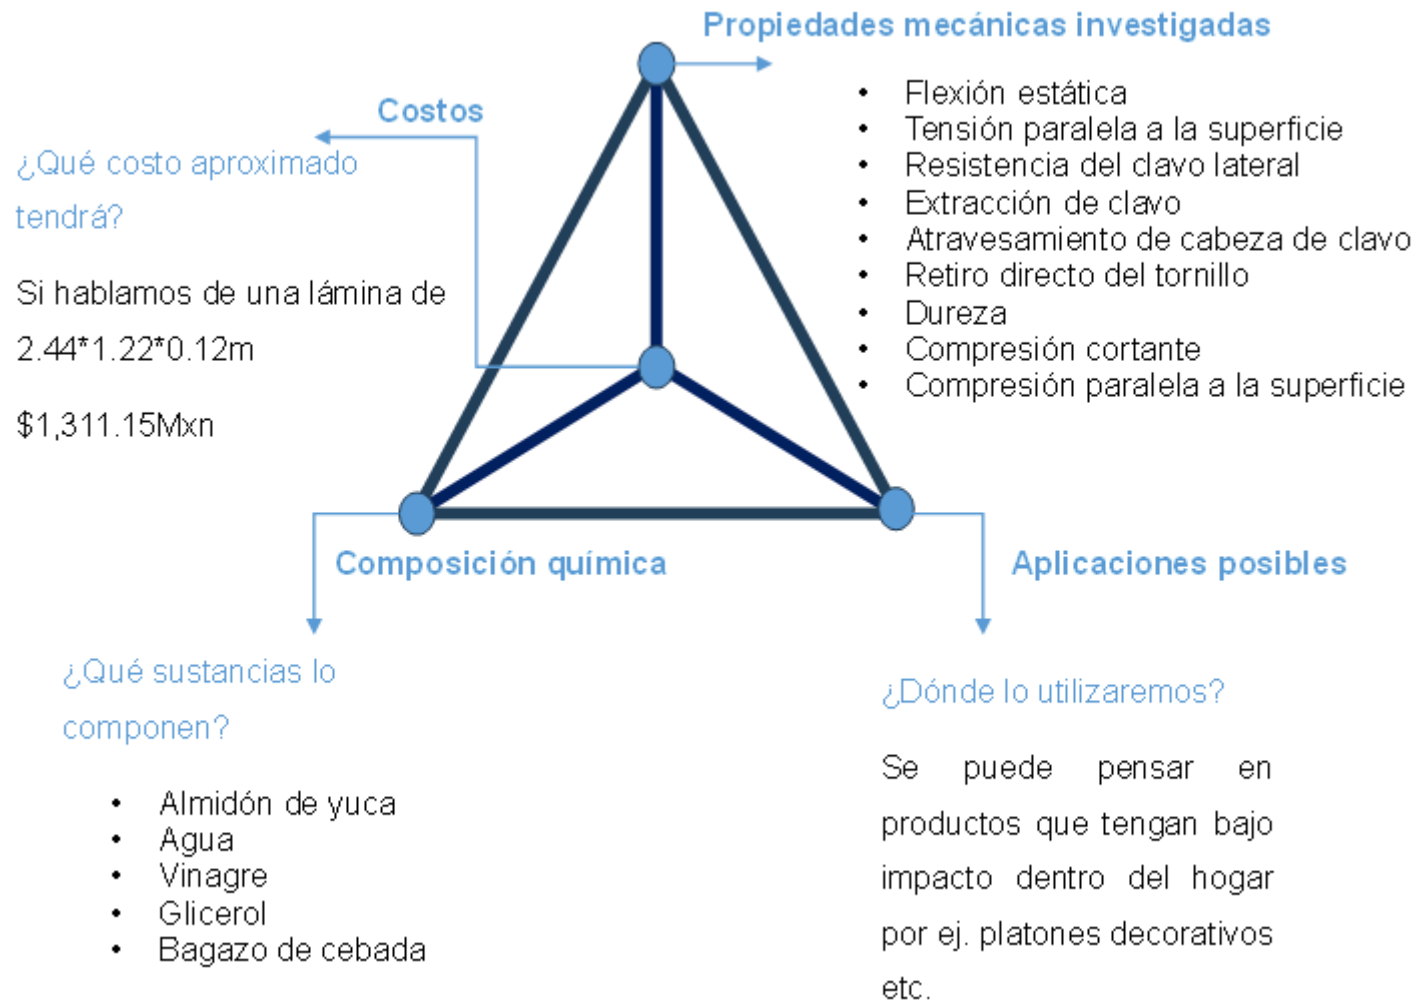 Propiedades mecánicas investigadas
• Flexión estática
• Tensión paralela a la superficie
• Resistencia del clavo lateral
• Extracción de clavo
• Atravesamiento de cabeza de clavo
• Retiro directo del tornillo
• Dureza
• Compresión cortante
• Compresión paralela a la superficie
Costos
¿Qué costo aproximado
tendrá?
Si hablamos de una lámina de
2.44*1.22*0.12m
$1,311.15Mxn
Composición química
¿Qué sustancias lo
componen?
• Almidón de yuca
• Agua
• Vinagre
• Glicerol
• Bagazo de cebada
Aplicaciones posibles
¿Dónde lo utilizaremos?
Se puede pensar en
productos que tengan bajo
impacto dentro del hogar
por ej. platones decorativos
etc.